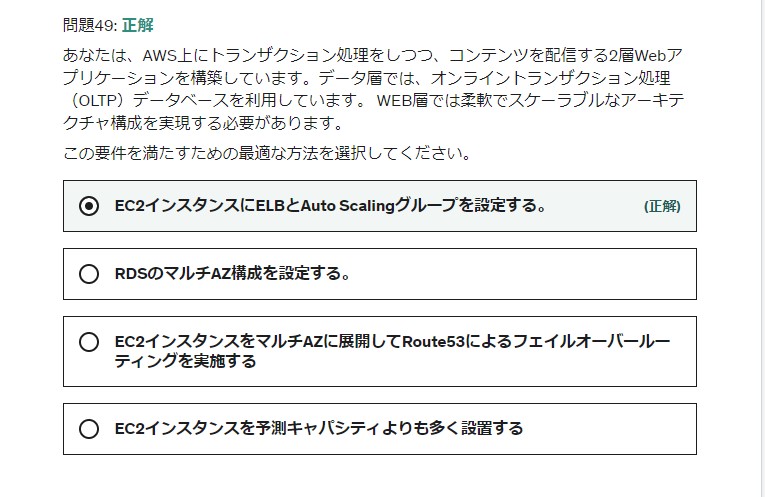 問題49: 正解
あなたは、AWS上にトランザクション処理をしつつ、コンテンツを配信する2層Webア
プリケーションを構築しています。データ層では、オンライントランザクション処理
（OLTP）データベースを利用しています。 WEB層では柔軟でスケーラブルなアーキテ
クチャ構成を実現する必要があります。
この要件を満たすための最適な方法を選択してください。
EC2インスタンスにELBとAuto Scalingグループを設定する。 (正解)
RDSのマルチAZ構成を設定する。
EC2インスタンスをマルチAZに展開してRoute53によるフェイルオーバールー
ティングを実施する
EC2インスタンスを予測キャパシティよりも多く設置する